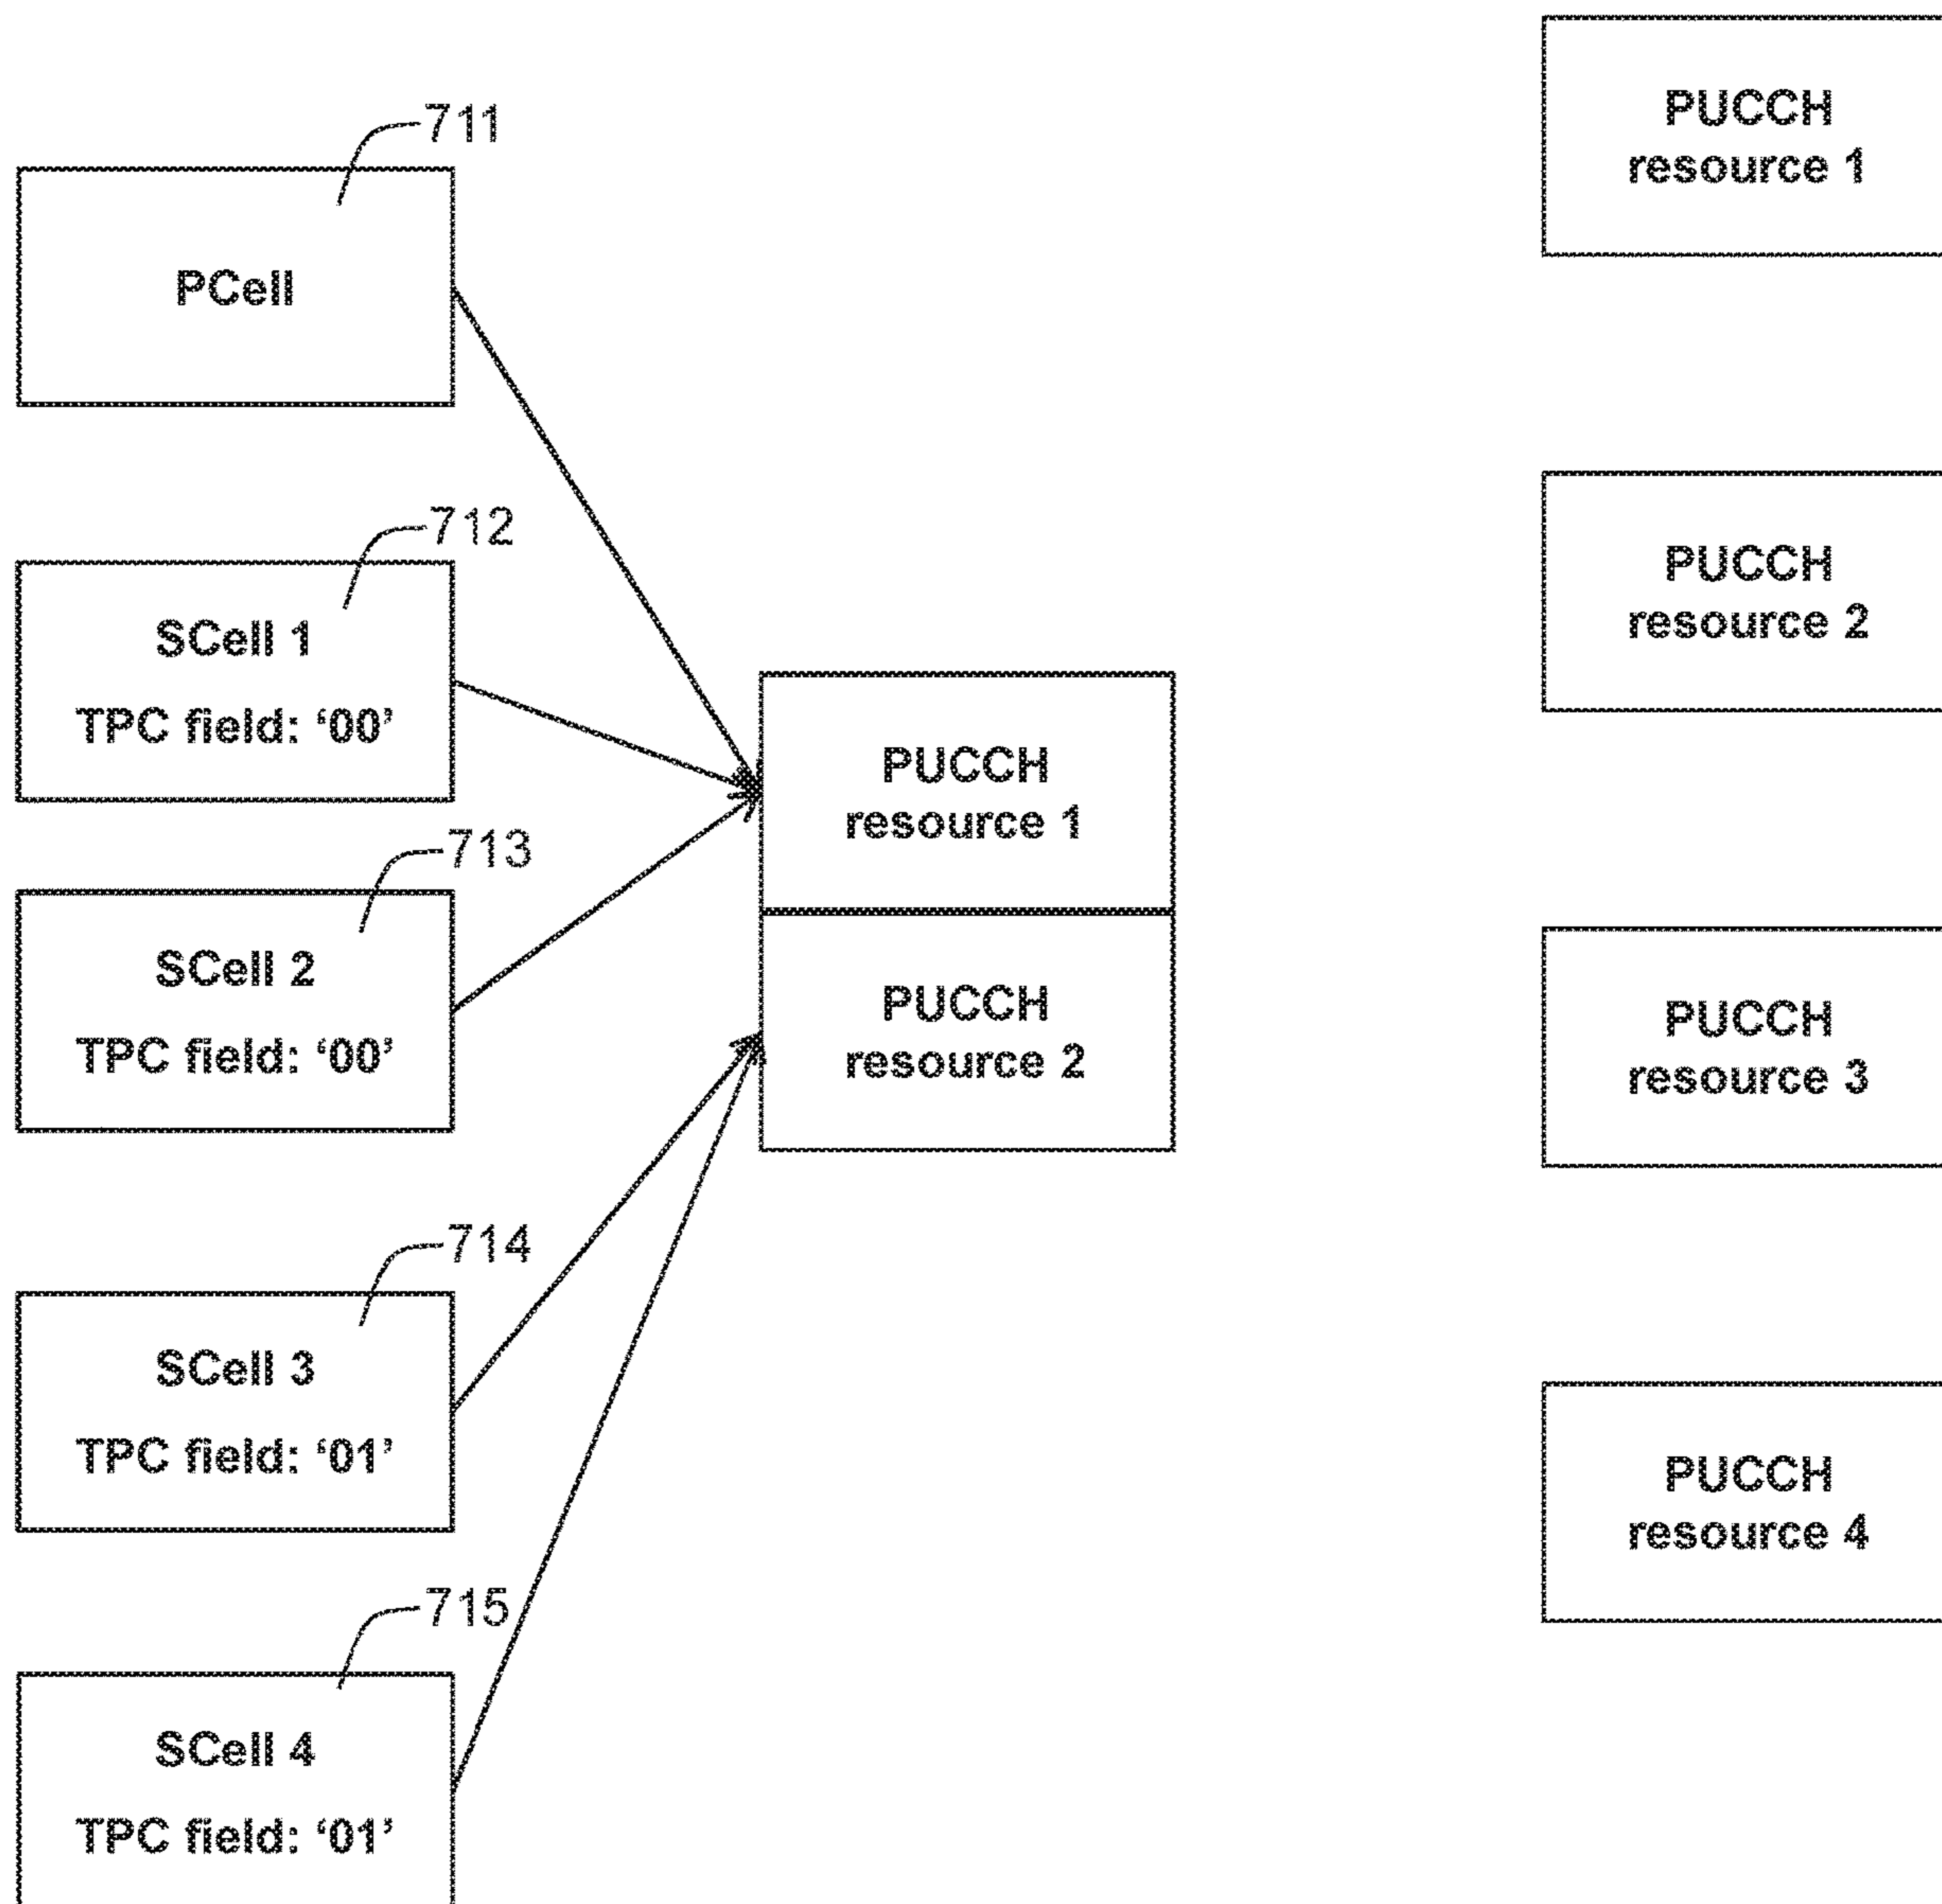 711
PCell
712
SCell 1
TPC field: ‘00’
713
SCell 2
TPC field: ‘00’
714
SCell 3
TPC field: ‘01’
715
SCell 4
TPC field: ‘01’
PUCCH
resource 1
PUCCH
resource 2
PUCCH
resource 1
PUCCH
resource 2
PUCCH
resource 3
PUCCH
resource 4